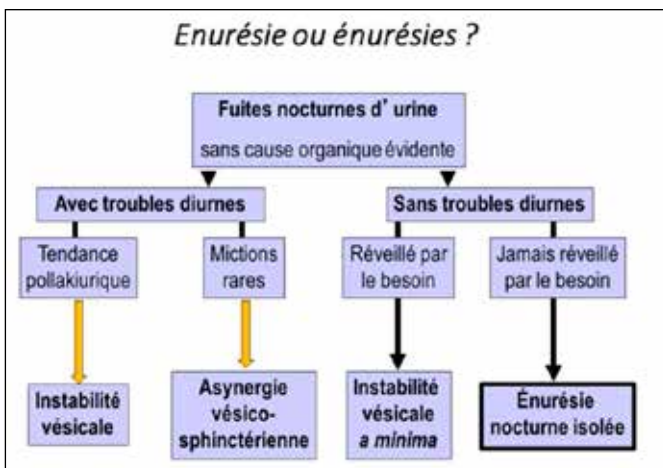 Enurésie ou énurésies ?
Fuites nocturnes d' urine
sans cause organique évidente
Avec troubles diurnes
Sans troubles diurnes
Tendance
pollakiurique
Mictions
rares
Réveillé par
le besoin
Jamais réveillé
par le besoin
Instabilité
vésicale
Asynergie
vésico-
sphinctérienne
Instabilité
vésicale
a minima
Énurésie
nocturne isolée